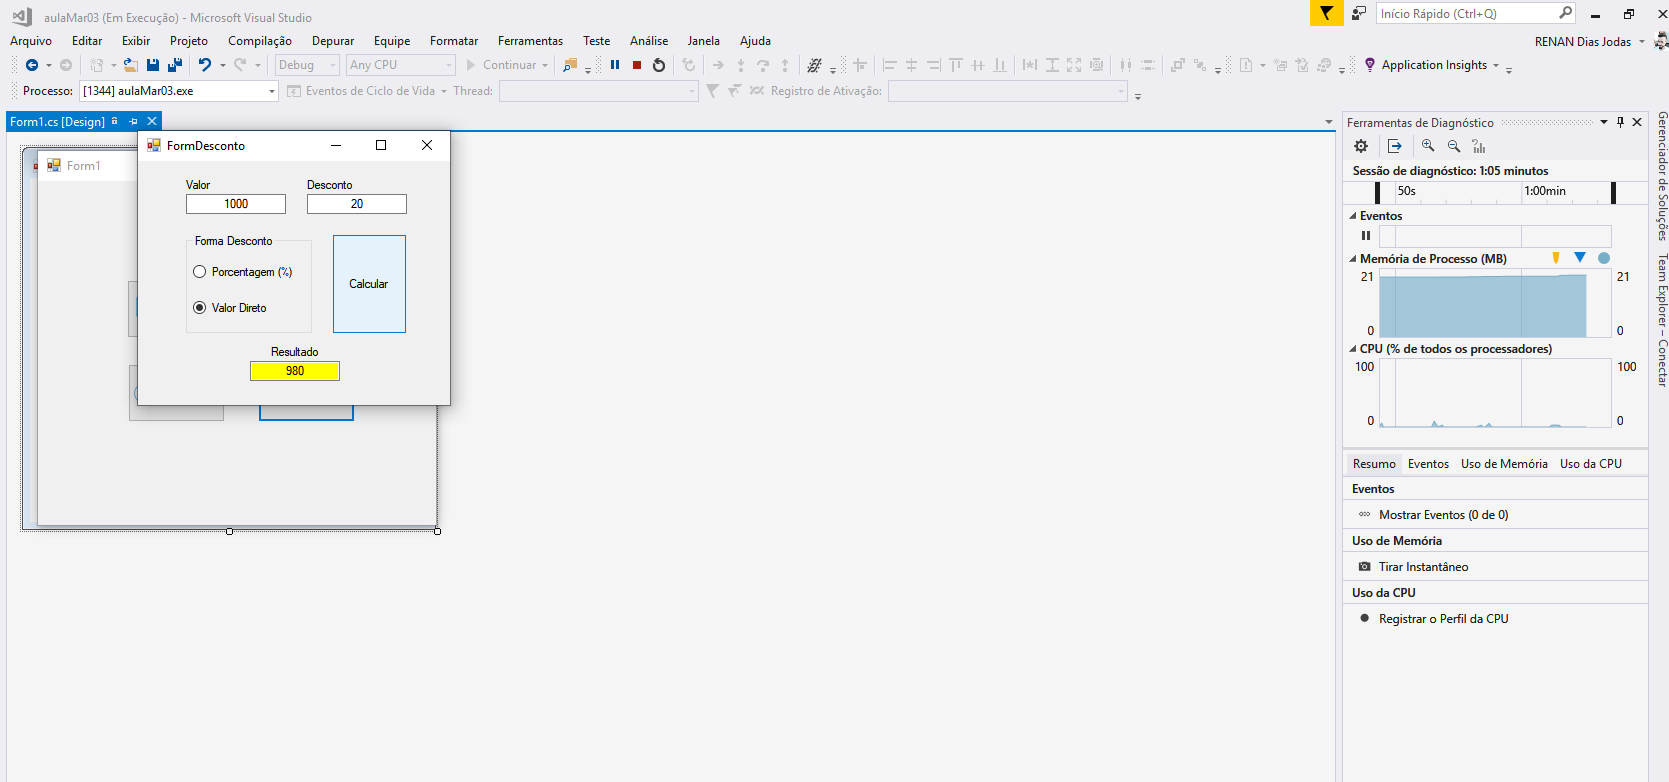 aulaMar03 (Em Execução) - Microsoft Visual Studio
Início Rápido (Ctrl+Q)
Arquivo Editar Exibir Projeto Compilação Depurar Equipe Formatar Ferramentas Teste Análise Janela Ajuda
RENAN Dias Jodas
Debug Any CPU Continuar Application Insights
Processo: [1344] aulaMar03.exe Eventos de Ciclo de Vida Thread: Registro de Ativação:
Form1.cs [Design]
Form1
FormDesconto
Valor Desconto
1000 20
Forma Desconto
Porcentagem (%)
Valor Direto
Calcular
Resultado
980
Ferramentas de Diagnóstico
Sessão de diagnóstico: 1:05 minutos
50s 1:00min
Eventos
Memória de Processo (MB)
21 21
0 0
CPU (% de todos os processadores)
100 100
0 0
Resumo Eventos Uso de Memória Uso da CPU
Eventos
Mostrar Eventos (0 de 0)
Uso de Memória
Tirar Instantâneo
Uso da CPU
Registrar o Perfil da CPU
Gerenciador de Soluções
Team Explorer – Conectar